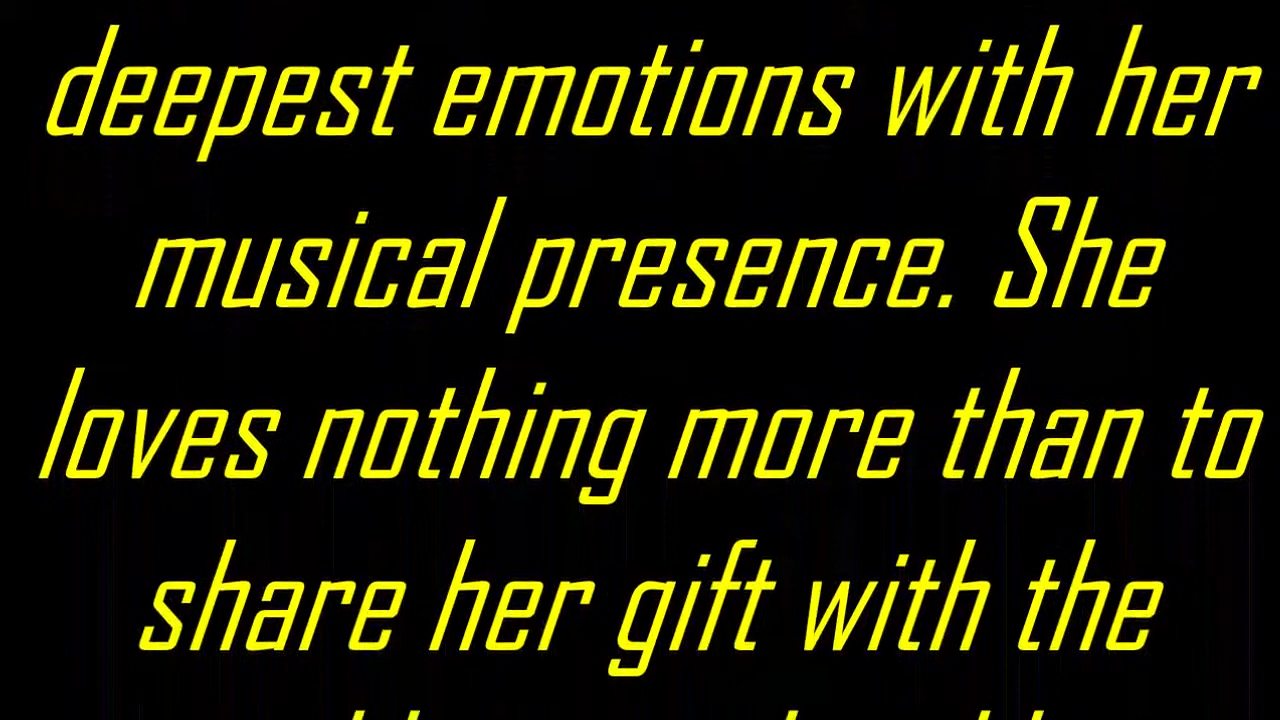 deepest emotions with her
musical presence. She
loves nothing more than to
share her gift with the